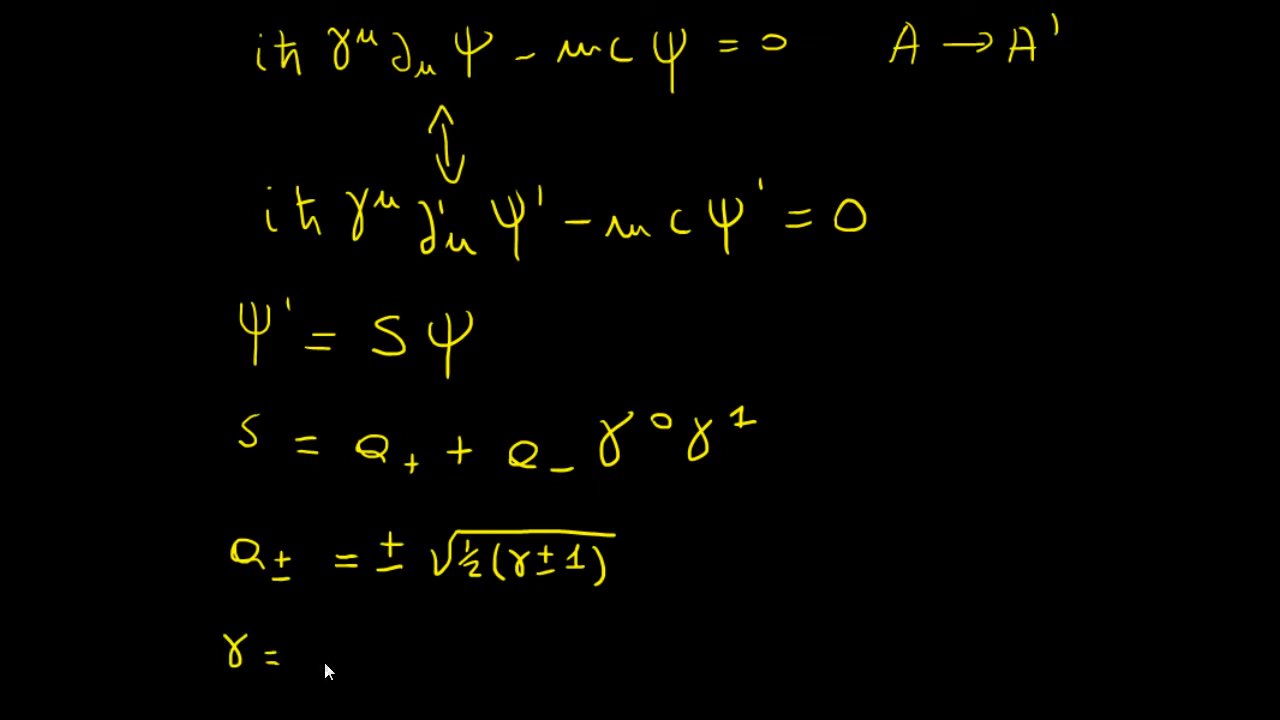 iħ γ^μ ∂_μ ψ - mc ψ = 0 A → A'
↕
iħ γ^μ ∂'_μ ψ' - mc ψ' = 0
ψ' = S ψ
S = a_+ + a_- γ^0 γ^1
a_± = ± √(½(γ ± 1))
γ =